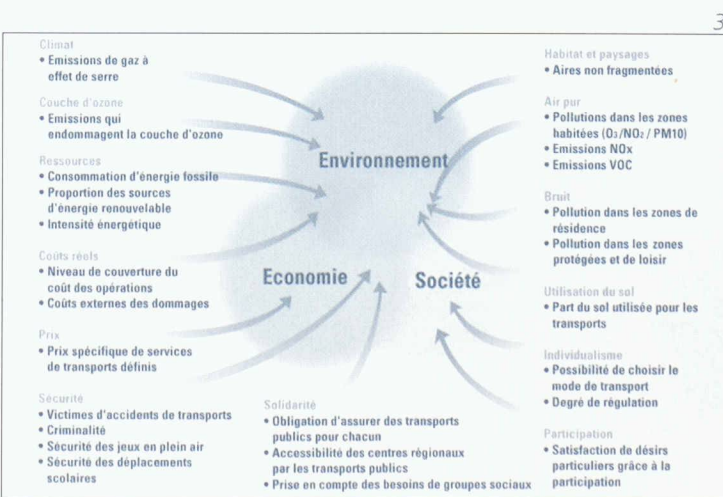 3
Climat
• Emissions de gaz à
effet de serre
Couche d'ozone
• Emissions qui
endommagent la couche d'ozone
Ressources
• Consommation d'énergie fossile
• Proportion des sources
d'énergie renouvelable
• Intensité énergétique
Coûts réels
• Niveau de couverture du
coût des opérations
• Coûts externes des dommages
Prix
• Prix spécifique de services
de transports définis
Sécurité
• Victimes d'accidents de transports
• Criminalité
• Sécurité des jeux en plein air
• Sécurité des déplacements
scolaires
Environnement
Economie
Société
Solidarité
• Obligation d'assurer des transports
publics pour chacun
• Accessibilité des centres régionaux
par les transports publics
• Prise en compte des besoins de groupes sociaux
Habitat et paysages
• Aires non fragmentées
Air pur
• Pollutions dans les zones
habitées (O₃/NO₂ / PM10)
• Emissions NOx
• Emissions VOC
Bruit
• Pollution dans les zones de
résidence
• Pollution dans les zones
protégées et de loisir
Utilisation du sol
• Part du sol utilisée pour les
transports
Individualisme
• Possibilité de choisir le
mode de transport
• Degré de régulation
Participation
• Satisfaction de désirs
particuliers grâce à la
participation